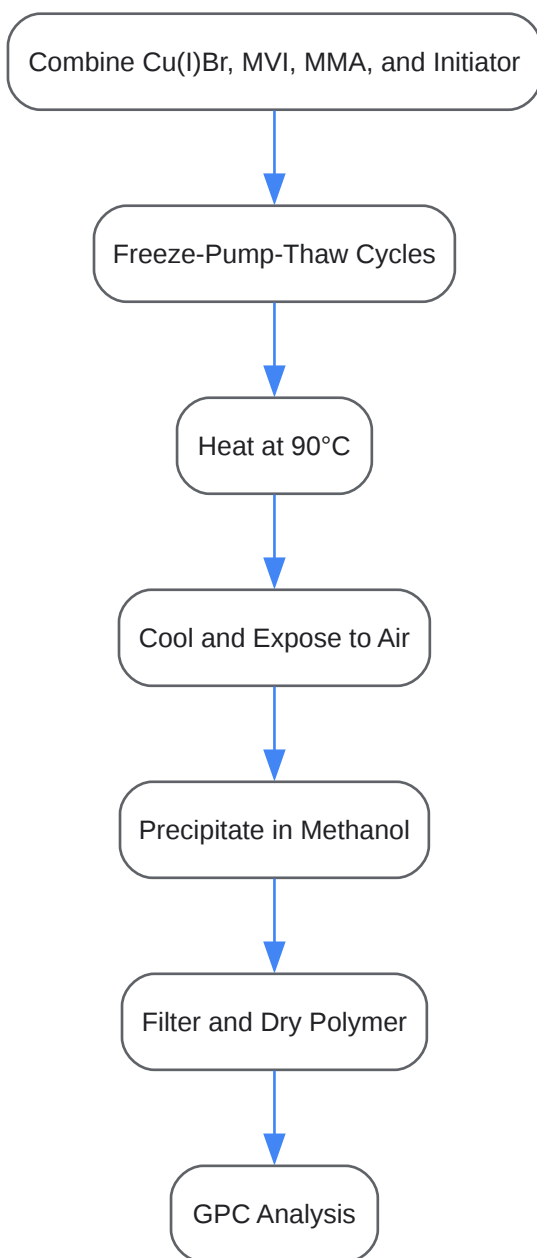 Combine Cu(I)Br, MVI, MMA, and Initiator
Freeze-Pump-Thaw Cycles
Heat at 90°C
Cool and Expose to Air
Precipitate in Methanol
Filter and Dry Polymer
GPC Analysis